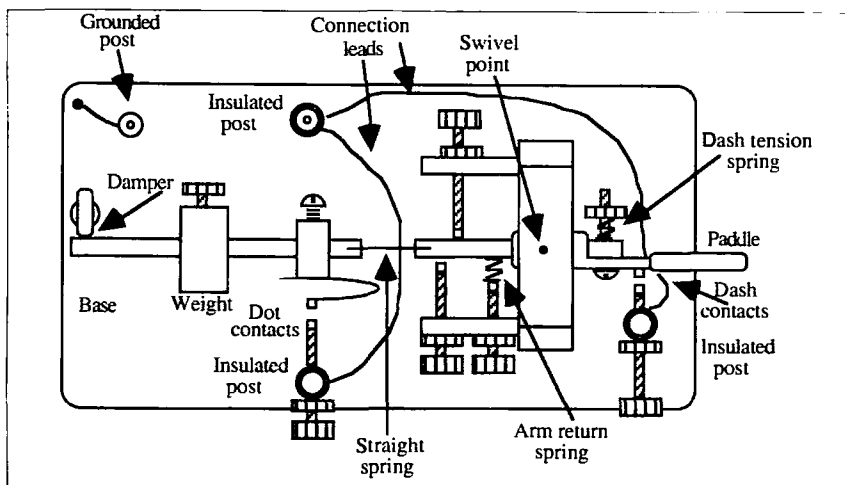 Grounded
post
Connection
leads
Swivel
point
Insulated
post
Dash tension
spring
Damper
Paddle
Base
Weight
Dot
contacts
Dash
contacts
Insulated
post
Insulated
post
Straight
spring
Arm return
spring